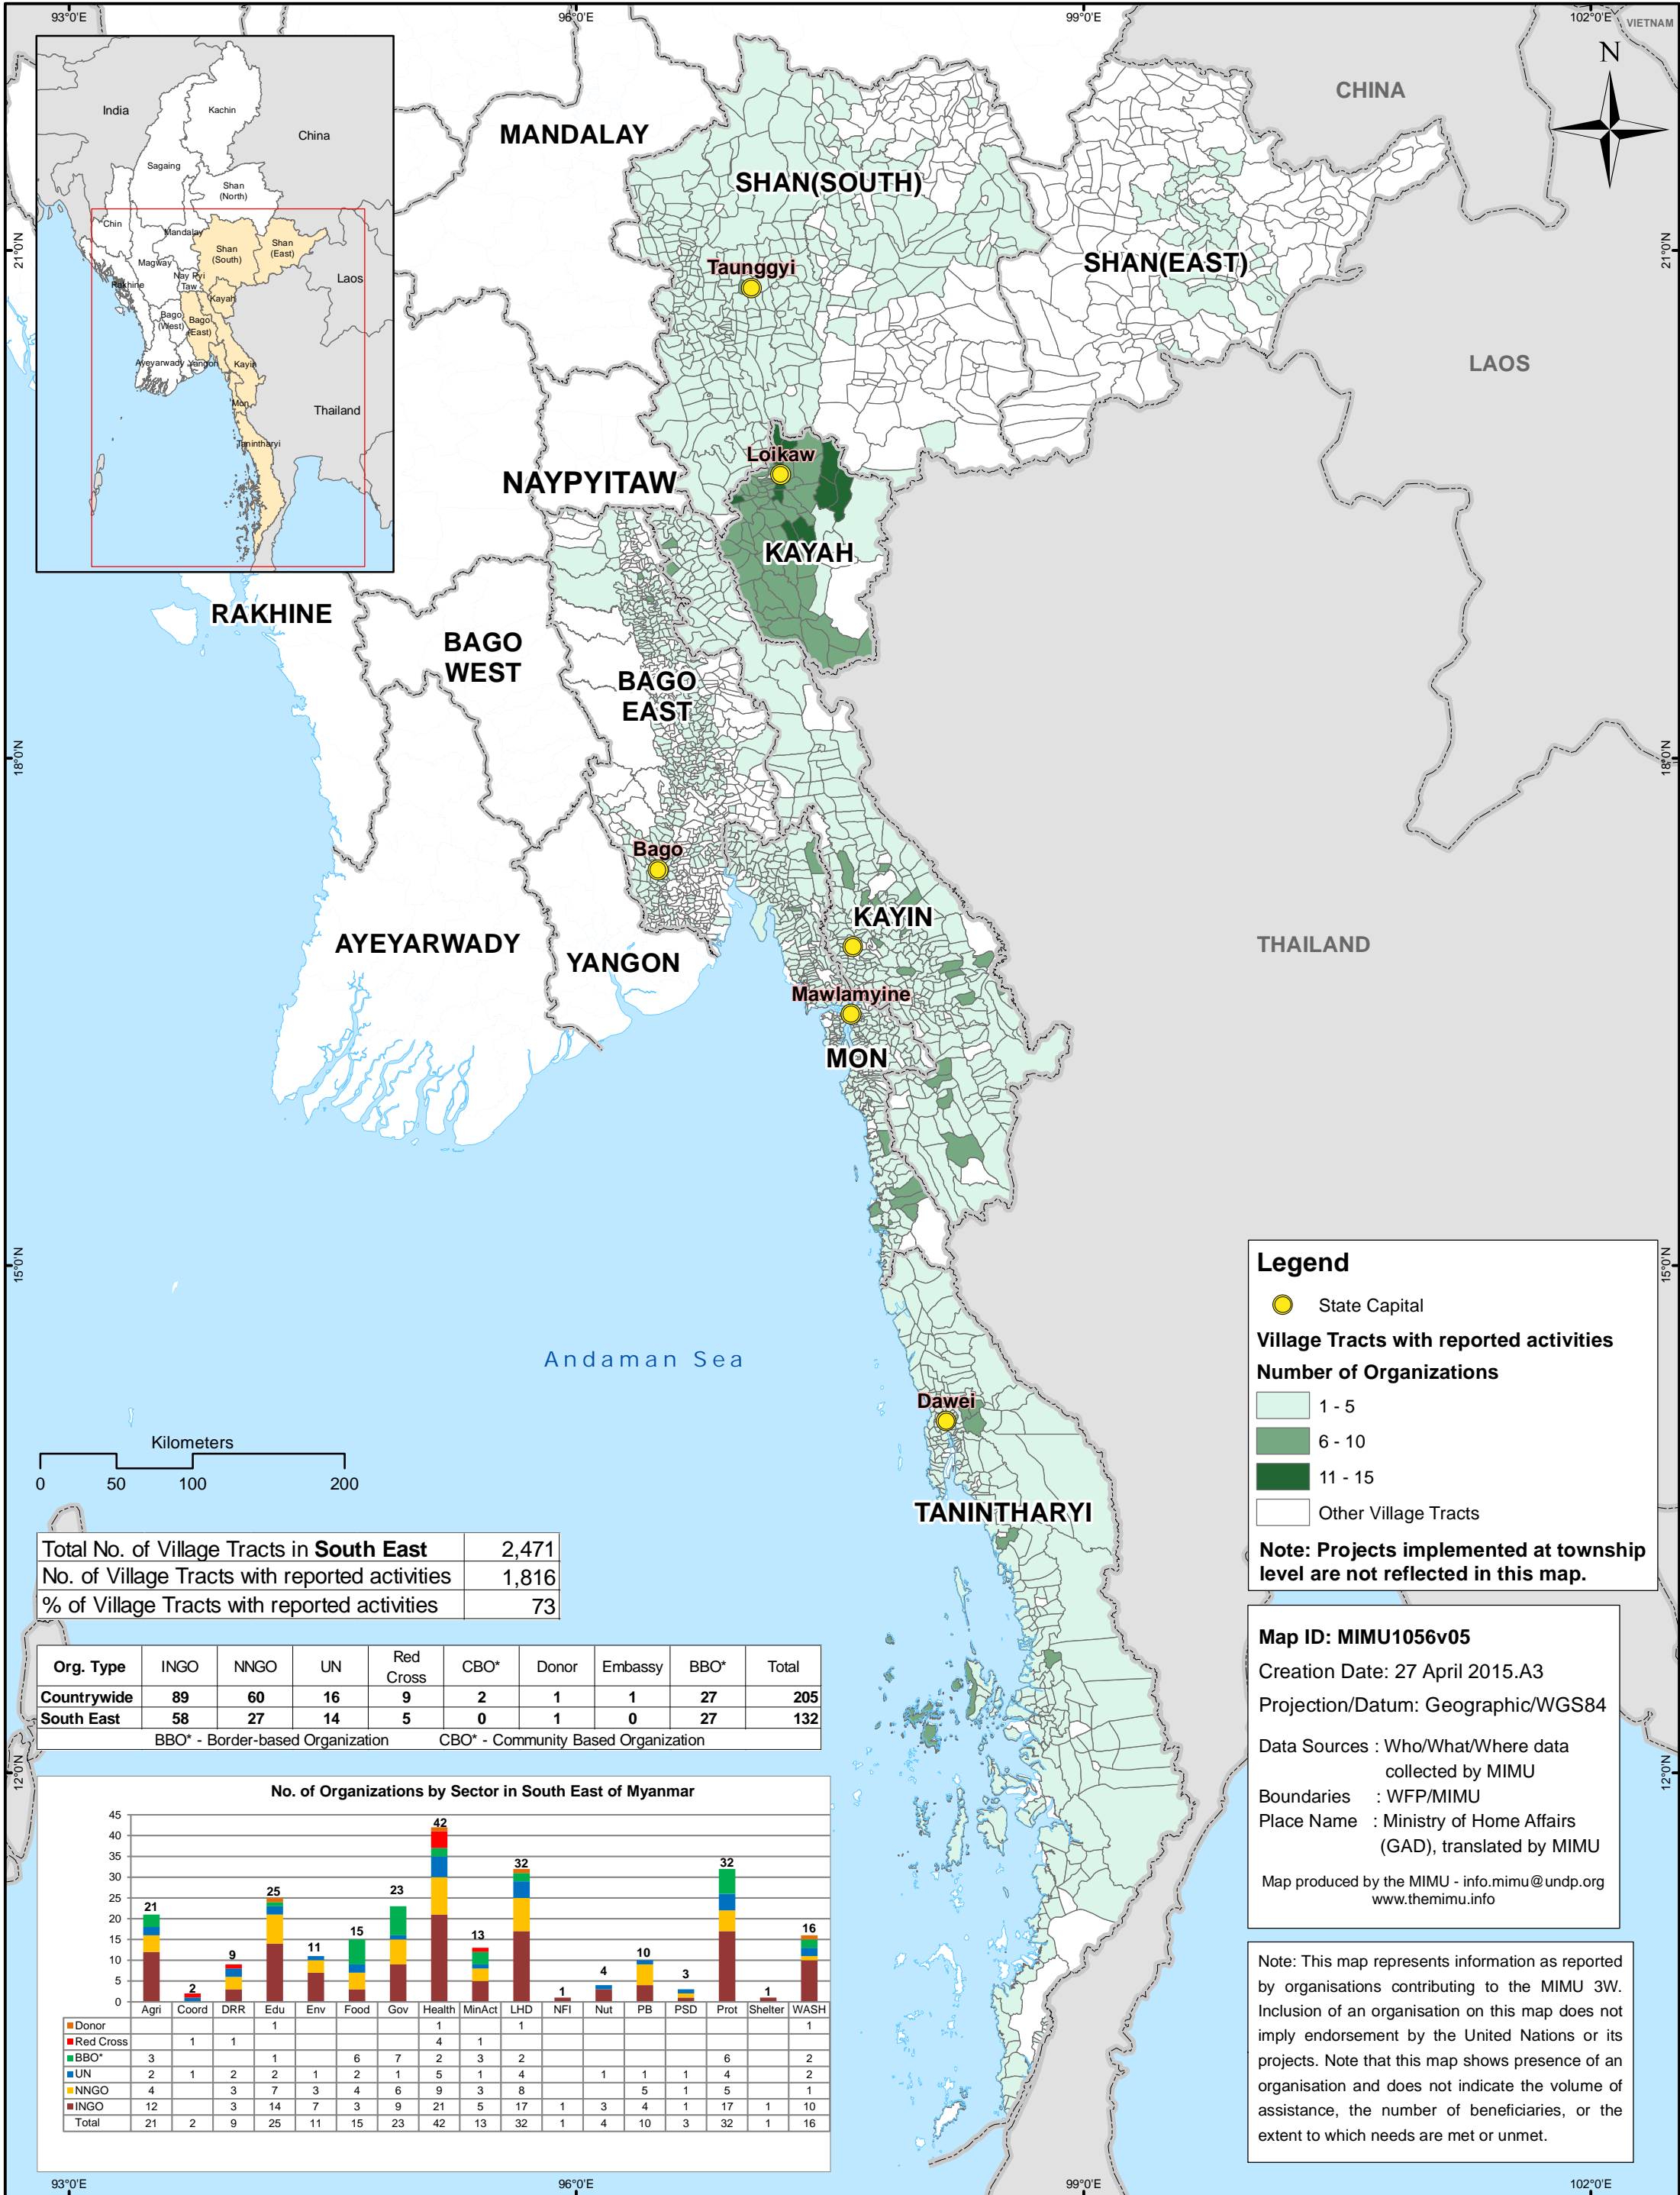 93°0'E 96°0'E 99°0'E 102°0'E
VIETNAM
N
CHINA
India
Kachin
China
Sagaing
Shan
(North)
Chin
Mandalay
Shan
(South)
Shan
(East)
Magway
Nay Pyi
Taw
Laos
Rakhine
Kayah
Bago
(West)
Bago
(East)
Ayeyarwady
Yangon
Kayin
Mon
Thailand
Tanintharyi
MANDALAY
SHAN(SOUTH)
21°0'N
21°0'N
SHAN(EAST)
Taunggyi
LAOS
Loikaw
NAYPYITAW
KAYAH
RAKHINE
BAGO
WEST
BAGO
EAST
18°0'N
18°0'N
Bago
KAYIN
AYEYARWADY
YANGON
THAILAND
Mawlamyine
MON
15°0'N
15°0'N
Legend
State Capital
Village Tracts with reported activities
Number of Organizations
1 - 5
6 - 10
11 - 15
Other Village Tracts
Note: Projects implemented at township
level are not reflected in this map.
Andaman Sea
Dawei
TANINTHARYI
Kilometers
0 50 100 200
Total No. of Village Tracts in South East 2,471
No. of Village Tracts with reported activities 1,816
% of Village Tracts with reported activities 73
Org. Type INGO NNGO UN Red Cross CBO* Donor Embassy BBO* Total
Countrywide 89 60 16 9 2 1 1 27 205
South East 58 27 14 5 0 1 0 27 132
BBO* - Border-based Organization CBO* - Community Based Organization
12°0'N
12°0'N
Map ID: MIMU1056v05
Creation Date: 27 April 2015.A3
Projection/Datum: Geographic/WGS84
Data Sources : Who/What/Where data
collected by MIMU
Boundaries : WFP/MIMU
Place Name : Ministry of Home Affairs
(GAD), translated by MIMU
Map produced by the MIMU - info.mimu@undp.org
www.themimu.info
No. of Organizations by Sector in South East of Myanmar
45
40
35
30
25
20
15
10
5
0
21 2 9 25 11 15 23 42 13 32 1 4 10 3 32 1 16
Agri Coord DRR Edu Env Food Gov Health MinAct LHD NFI Nut PB PSD Prot Shelter WASH
Donor 1 1 1 1
Red Cross 1 1 4 1
BBO* 3 1 6 7 2 3 2 6 2
UN 2 1 2 2 1 2 1 5 1 4 1 1 1 4 2
NNGO 4 3 7 3 4 6 9 3 8 5 1 5 1
INGO 12 3 14 7 3 9 21 5 17 1 3 4 1 17 1 10
Total 21 2 9 25 11 15 23 42 13 32 1 4 10 3 32 1 16
Note: This map represents information as reported
by organisations contributing to the MIMU 3W.
Inclusion of an organisation on this map does not
imply endorsement by the United Nations or its
projects. Note that this map shows presence of an
organisation and does not indicate the volume of
assistance, the number of beneficiaries, or the
extent to which needs are met or unmet.
93°0'E 96°0'E 99°0'E 102°0'E